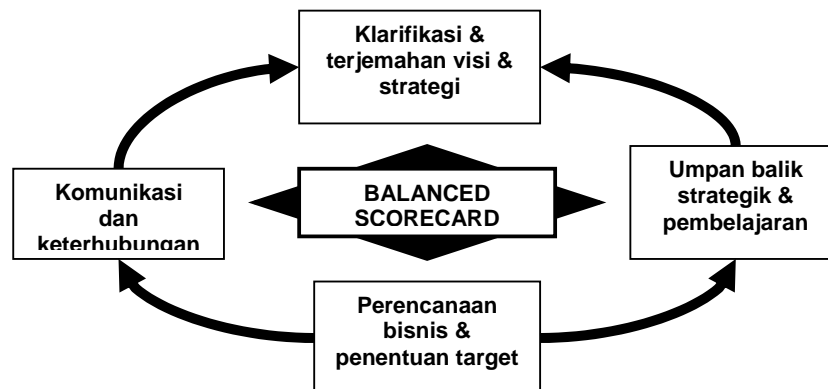 Klarifikasi &
terjemahan visi &
strategi
Komunikasi
dan
keterhubungan
BALANCED
SCORECARD
Umpan balik
strategik &
pembelajaran
Perencanaan
bisnis &
penentuan target